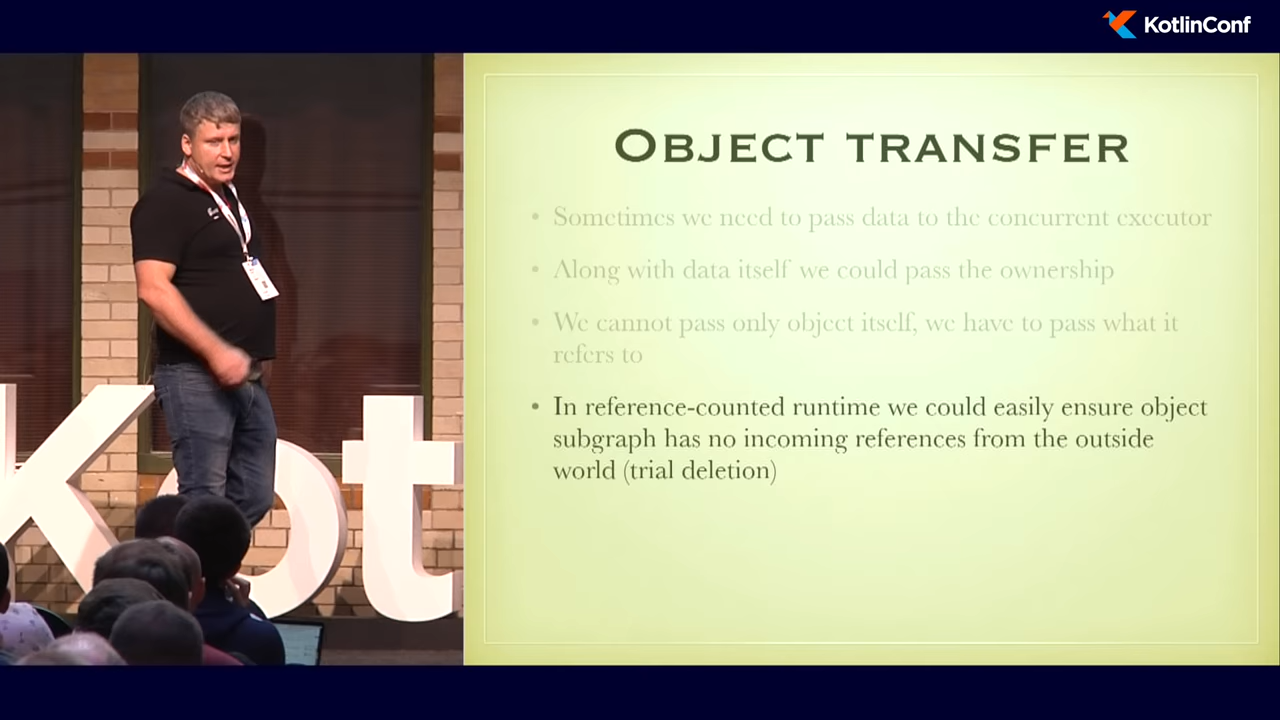 KotlinConf
OBJECT TRANSFER
• Sometimes we need to pass data to the concurrent executor
• Along with data itself we could pass the ownership
• We cannot pass only object itself, we have to pass what it
refers to
• In reference-counted runtime we could easily ensure object
subgraph has no incoming references from the outside
world (trial deletion)
Kot